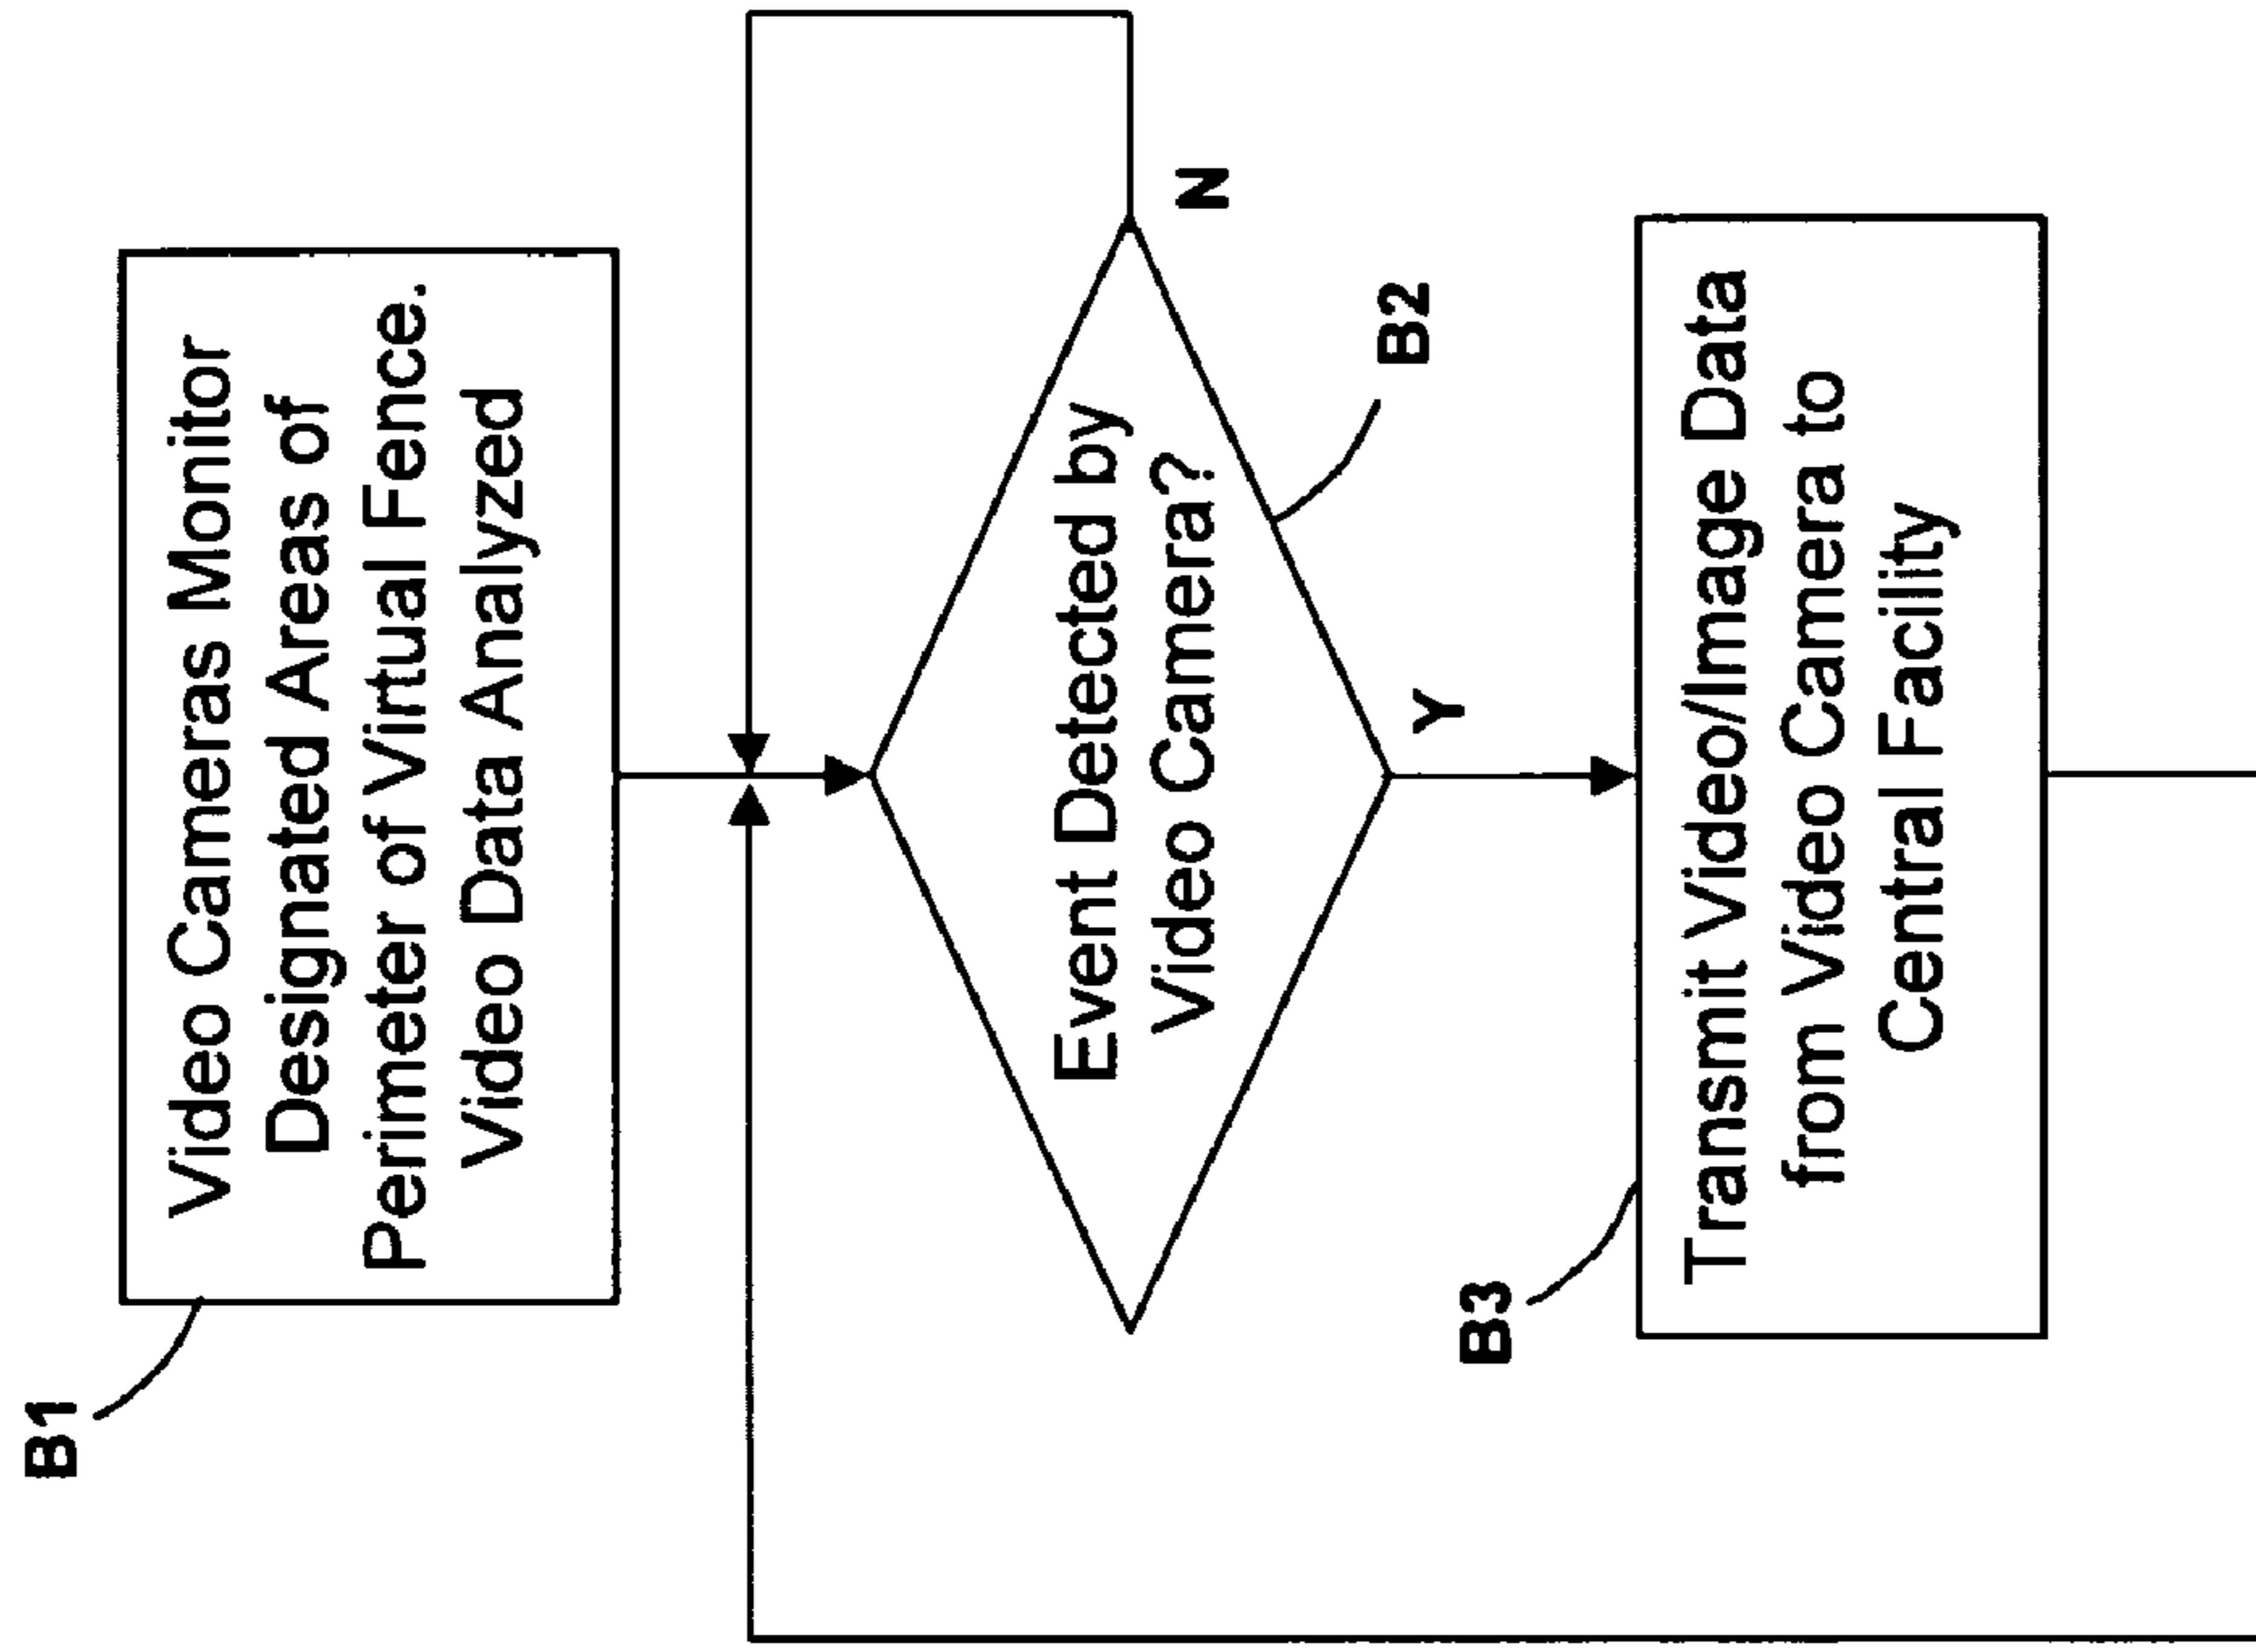 B1
Video Cameras Monitor
Designated Areas of
Perimeter of Virtual Fence.
Video Data Analyzed
Event Detected by
Video Camera?
N
B2
Y
B3
Transmit Video/Image Data
from Video Camera to
Central Facility